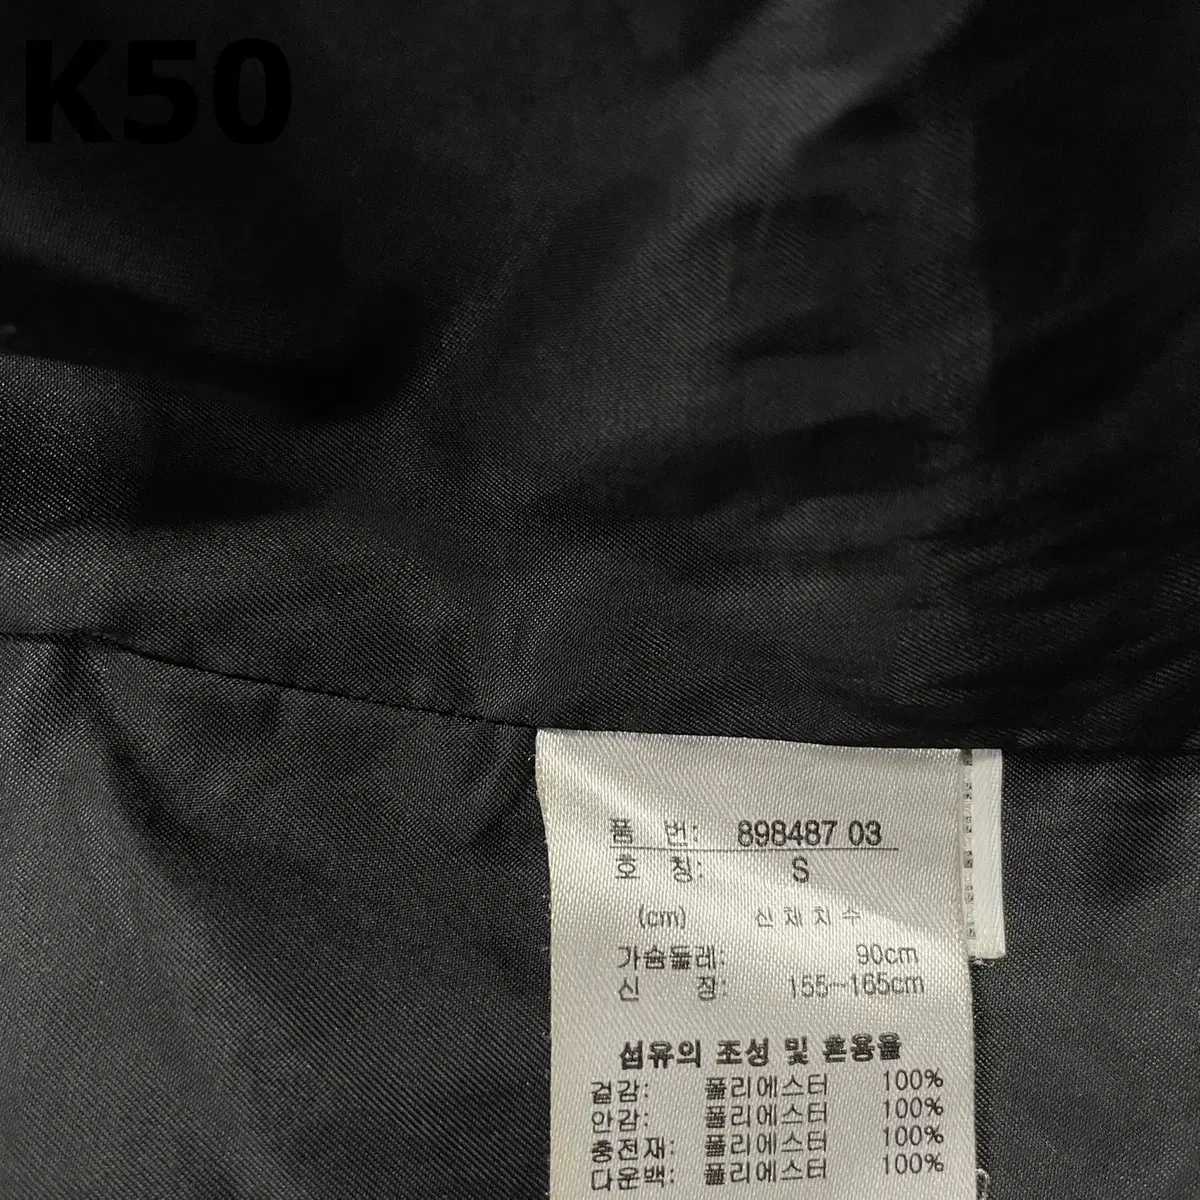 K50
품 번: 898487 03
호 칭: S
(cm) 신체치수
가슴둘레: 90cm
신 장: 155~165cm
섬유의 조성 및 혼용율
겉감: 폴리에스터 100%
안감: 폴리에스터 100%
충전재: 폴리에스터 100%
다운백: 폴리에스터 100%